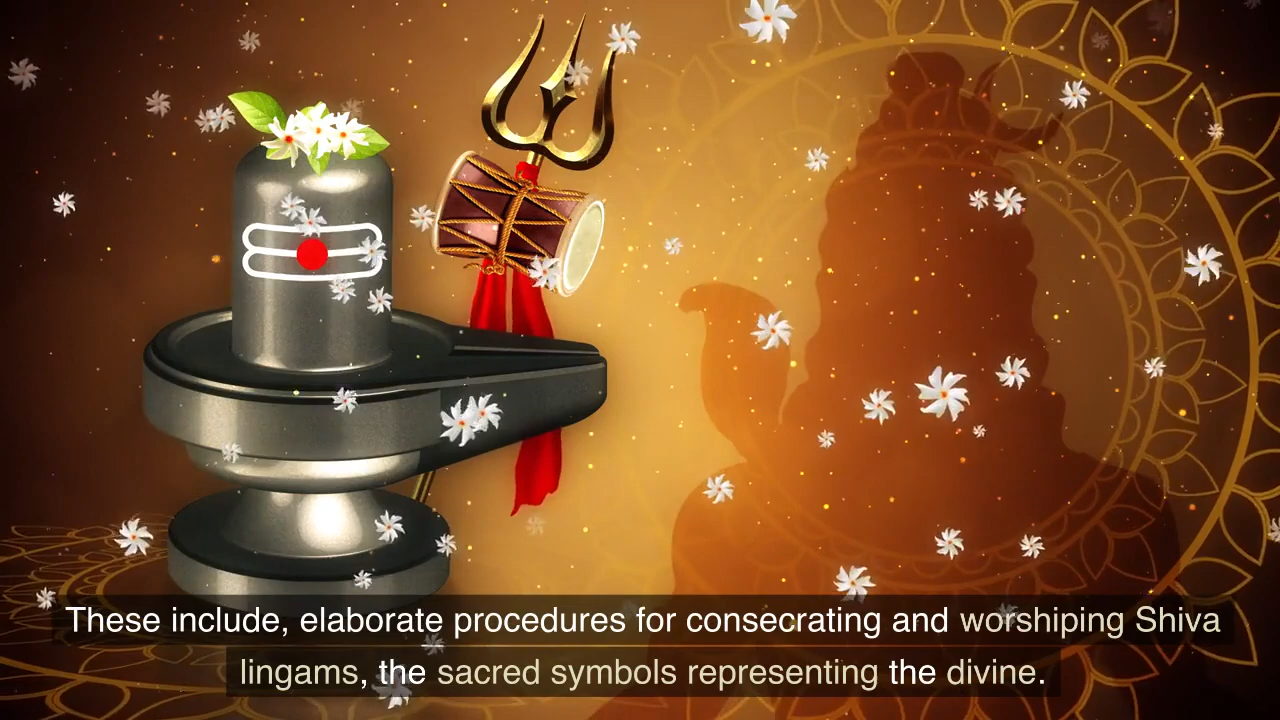 These include, elaborate procedures for consecrating and worshiping Shiva
lingams, the sacred symbols representing the divine.